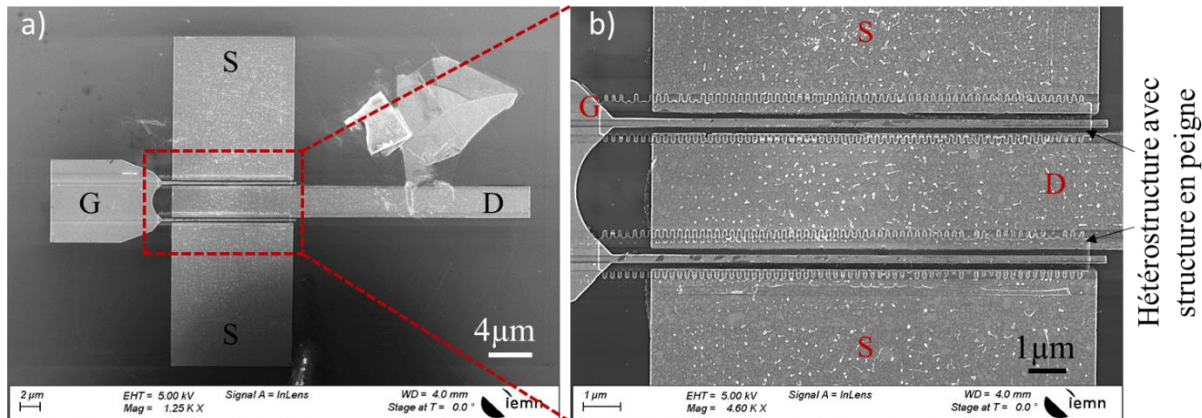 a)
S
G
D
S
4µm
2 µm
EHT = 5.00 kV
Mag = 1.25 K X
Signal A = InLens
WD = 4.0 mm
Stage at T = 0.0 °
iemn
b)
S
G
D
S
1µm
1 µm
EHT = 5.00 kV
Mag = 4.60 K X
Signal A = InLens
WD = 4.0 mm
Stage at T = 0.0 °
iemn
Hétérostructure avec
structure en peigne